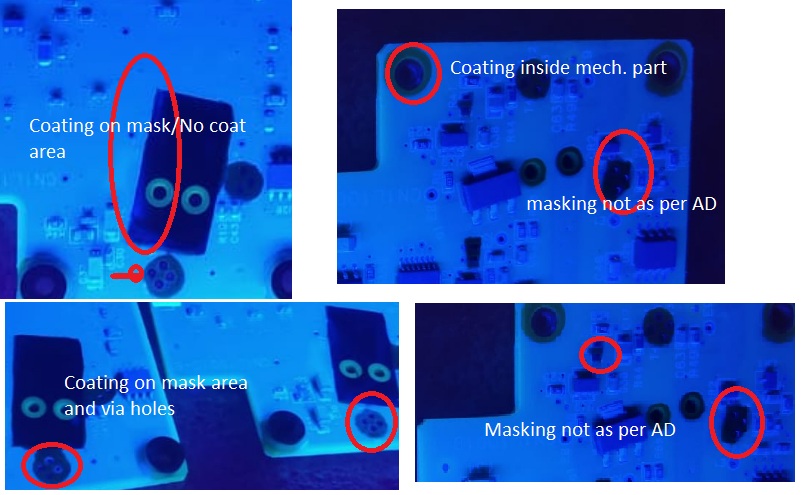 Coating on mask/No coat
area
Coating inside mech. part
masking not as per AD
Coating on mask area
and via holes
Masking not as per AD